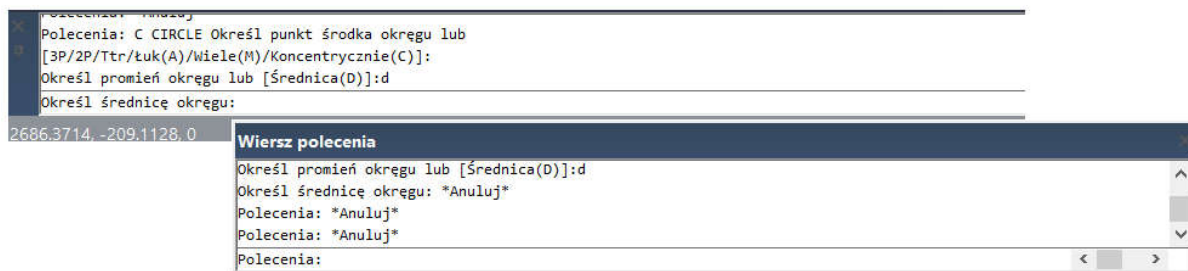 Polecenia: *Anuluj*
Polecenia: C CIRCLE Określ punkt środka okręgu lub
[3P/2P/Ttr/Łuk(A)/Wiele(M)/Koncentrycznie(C)]:
Określ promień okręgu lub [Średnica(D)]:d
Określ średnicę okręgu:
2686.3714, -209.1128, 0
Wiersz polecenia
Określ promień okręgu lub [Średnica(D)]:d
Określ średnicę okręgu: *Anuluj*
Polecenia: *Anuluj*
Polecenia: *Anuluj*
Polecenia: